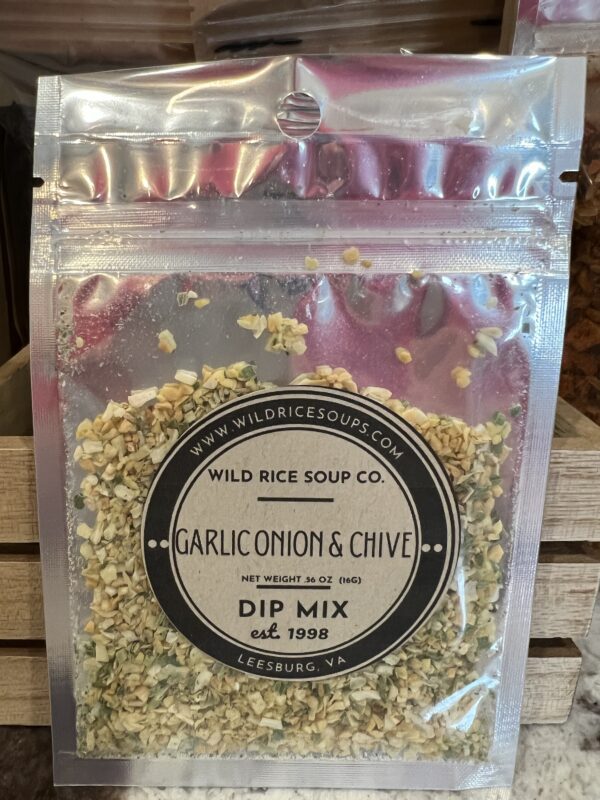 WWW.WILDRICESOUPS.COM
WILD RICE SOUP CO.
GARLIC ONION & CHIVE
NET WEIGHT .56 OZ (16G)
DIP MIX
est. 1998
LEESBURG, VA